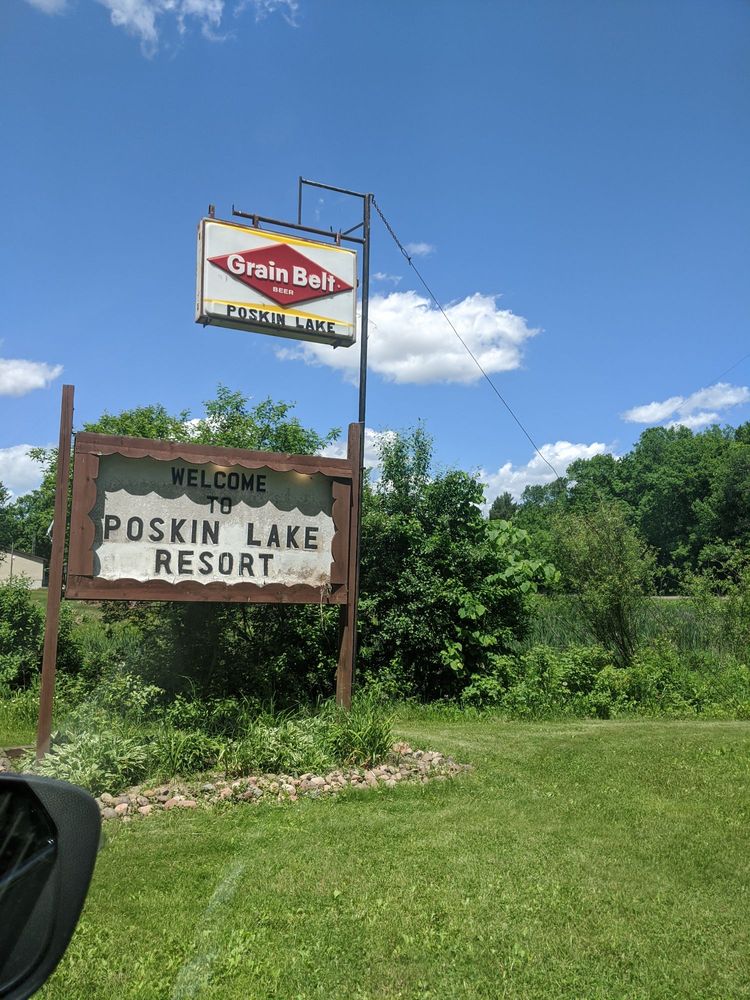 Grain Belt
BEER
POSKIN LAKE
WELCOME
TO
POSKIN LAKE
RESORT